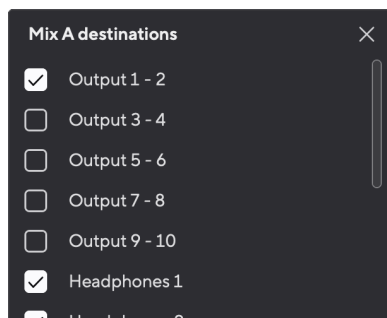 Mix A destinations
Output 1 - 2
Output 3 - 4
Output 5 - 6
Output 7 - 8
Output 9 - 10
Headphones 1